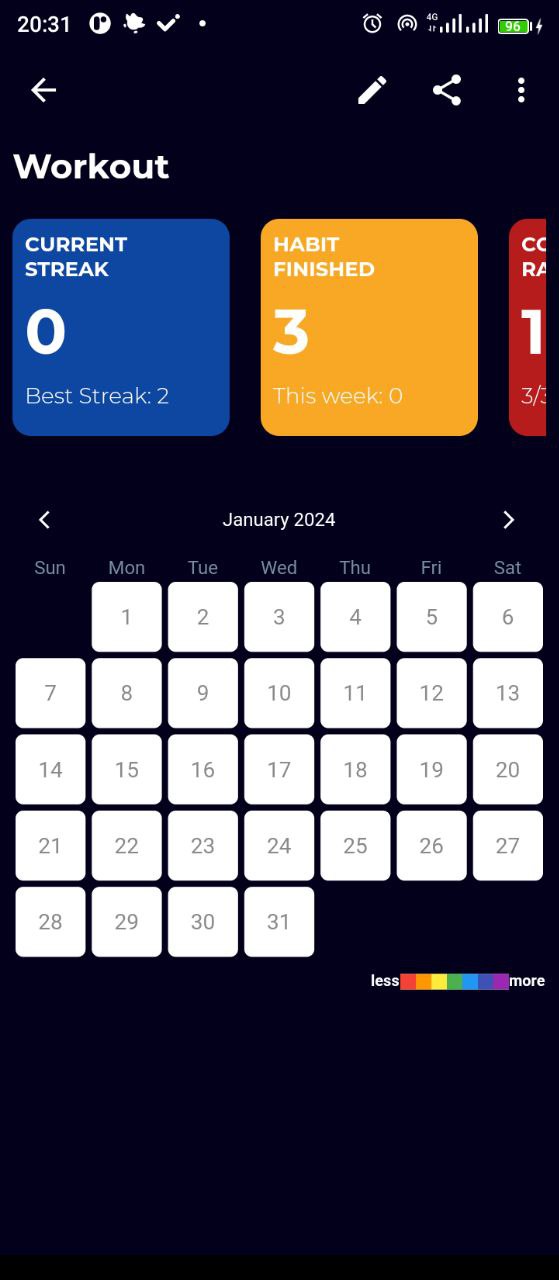 20:31 4G 96
Workout
CURRENT
STREAK
0
Best Streak: 2
HABIT
FINISHED
3
This week: 0
1
3/3
January 2024
Sun Mon Tue Wed Thu Fri Sat
1 2 3 4 5 6
7 8 9 10 11 12 13
14 15 16 17 18 19 20
21 22 23 24 25 26 27
28 29 30 31
less more